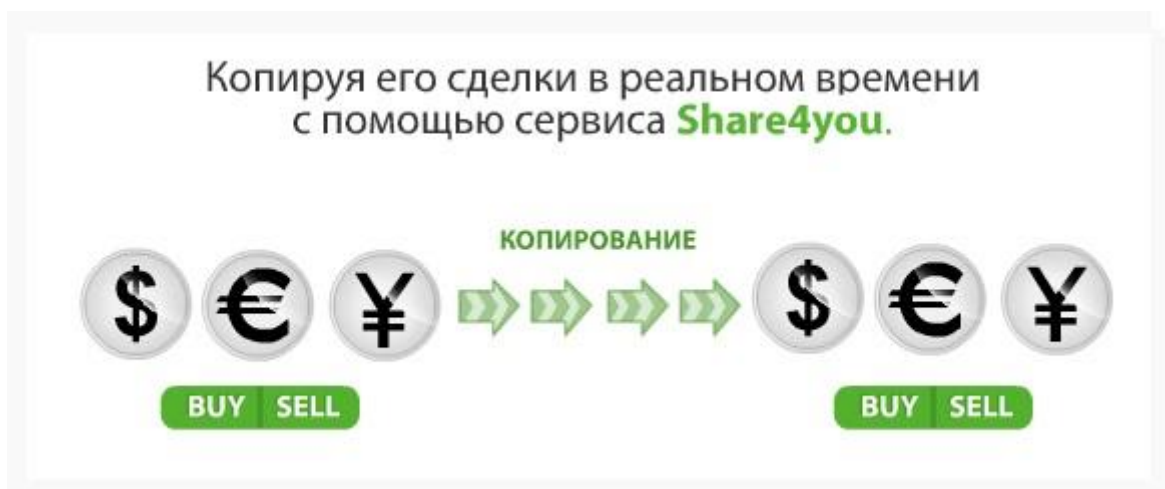 Копируя его сделки в реальном времени
с помощью сервиса Share4you.
КОПИРОВАНИЕ
$ € ¥ $ € ¥
BUY SELL BUY SELL